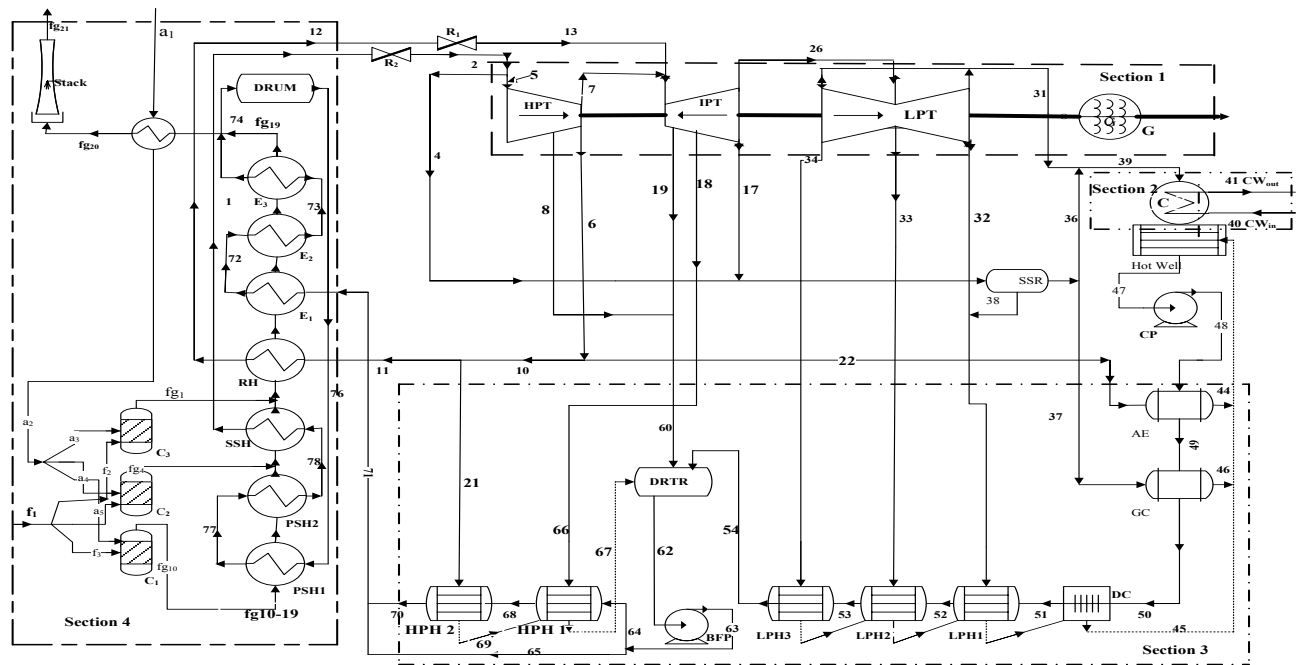 fg21
a1
12
R1
13
26
R2
2
5
7
Section 1
Stack
DRUM
HPT
IPT
LPT
31
G
G
74
fg19
fg20
4
34
39
Section 2
41 CWout
1
E3
8
6
19
18
17
33
32
36
C
73
40 CWin
72
E2
Hot Well
SSR
38
47
E1
CP
48
RH
11
10
22
76
fg1
37
44
a2
a3
C3
SSH
AE
49
60
f2
fg4
78
71
21
DRTR
46
a4
f1
a5
C2
PSH2
GC
66
67
62
54
77
f3
fg10
C1
PSH1
DC
fg10-19
70
68
63
53
52
51
50
Section 4
HPH 2
HPH 1
64
BFP
LPH3
LPH2
LPH1
45
69
65
Section 3